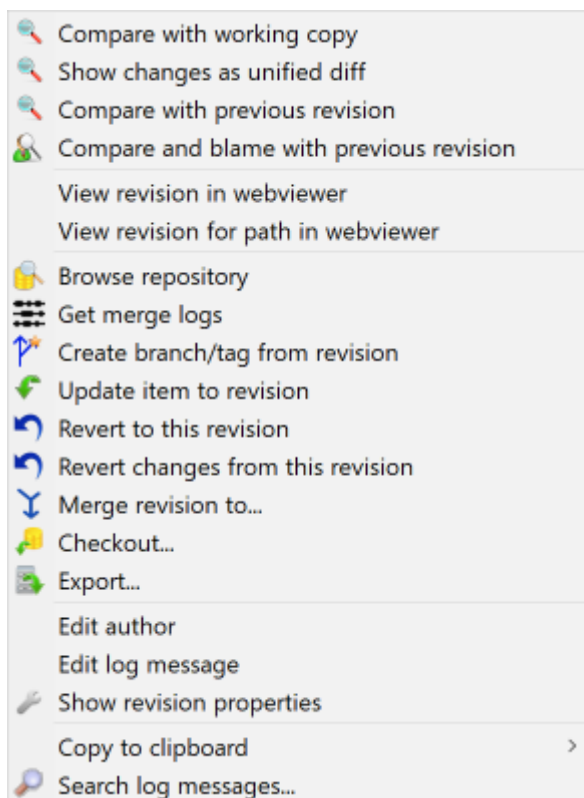 Compare with working copy
Show changes as unified diff
Compare with previous revision
Compare and blame with previous revision
View revision in webviewer
View revision for path in webviewer
Browse repository
Get merge logs
Create branch/tag from revision
Update item to revision
Revert to this revision
Revert changes from this revision
Merge revision to...
Checkout...
Export...
Edit author
Edit log message
Show revision properties
Copy to clipboard
Search log messages...